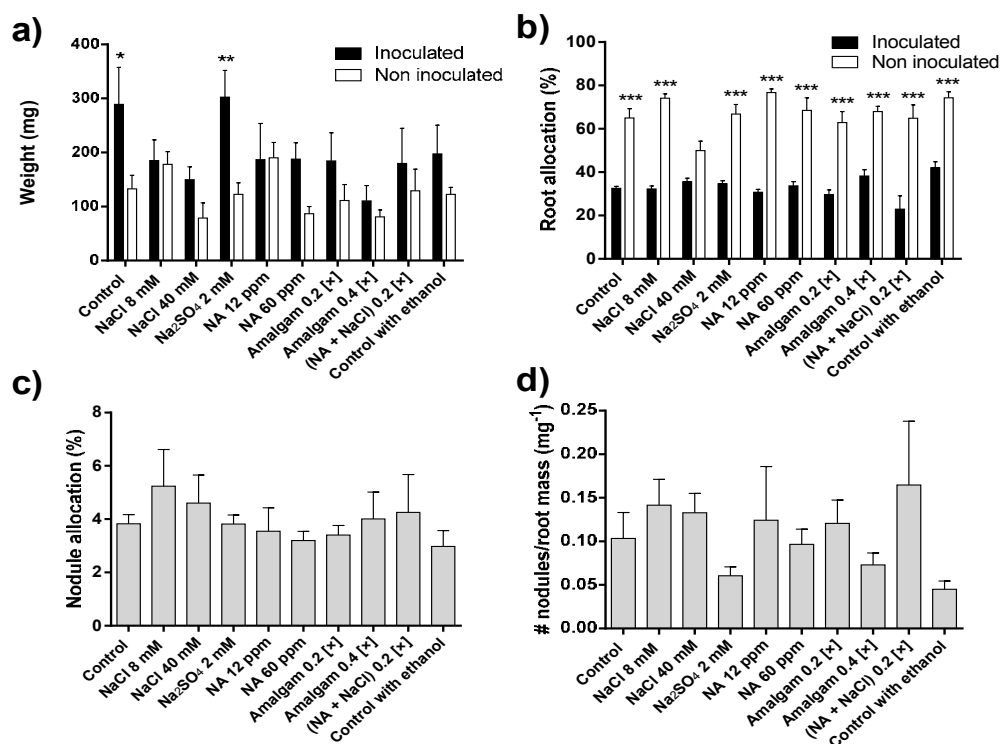 a)
Weight (mg)
400
300
200
100
0
*
**
Inoculated
Non inoculated
Control
NaCl 8 mM
NaCl 40 mM
Na₂SO₄ 2 mM
NA 12 ppm
NA 60 ppm
Amalgam 0.2 [×]
Amalgam 0.4 [×]
(NA + NaCl) 0.2 [×]
Control with ethanol
b)
Root allocation (%)
100
80
60
40
20
0
Inoculated
Non inoculated
***
***
***
***
***
***
***
***
***
Control
NaCl 8 mM
NaCl 40 mM
Na₂SO₄ 2 mM
NA 12 ppm
NA 60 ppm
Amalgam 0.2 [×]
Amalgam 0.4 [×]
(NA + NaCl) 0.2 [×]
Control with ethanol
c)
Nodule allocation (%)
8
6
4
2
0
Control
NaCl 8 mM
NaCl 40 mM
Na₂SO₄ 2 mM
NA 12 ppm
NA 60 ppm
Amalgam 0.2 [×]
Amalgam 0.4 [×]
(NA + NaCl) 0.2 [×]
Control with ethanol
d)
# nodules/root mass (mg⁻¹)
0.25
0.20
0.15
0.10
0.05
0.00
Control
NaCl 8 mM
NaCl 40 mM
Na₂SO₄ 2 mM
NA 12 ppm
NA 60 ppm
Amalgam 0.2 [×]
Amalgam 0.4 [×]
(NA + NaCl) 0.2 [×]
Control with ethanol